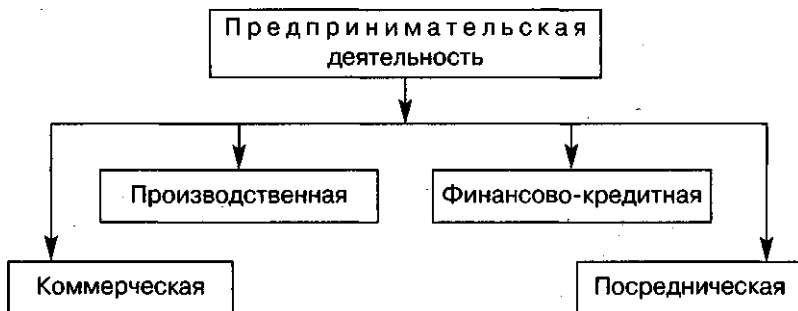 Предпринимательская
деятельность
Производственная
Финансово-кредитная
Коммерческая
Посредническая